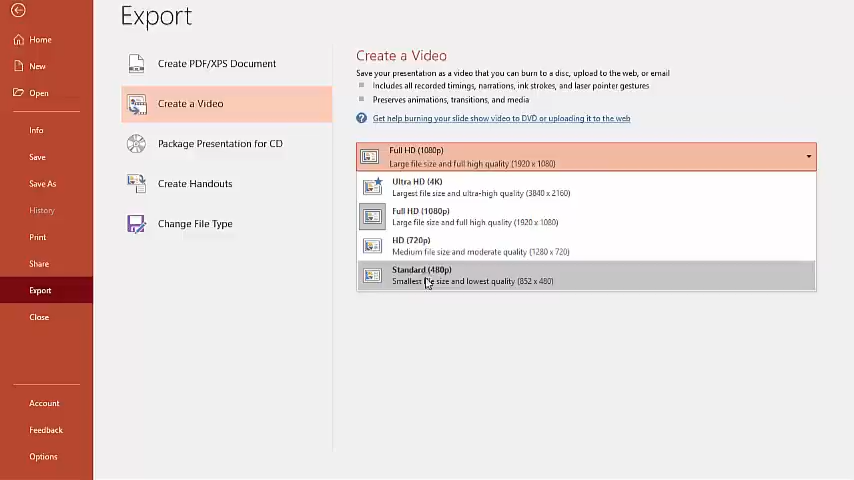 Export
Home
New
Open
Info
Save
Save As
History
Print
Share
Export
Close
Account
Feedback
Options
Create PDF/XPS Document
Create a Video
Package Presentation for CD
Create Handouts
Change File Type
Create a Video
Save your presentation as a video that you can burn to a disc, upload to the web, or email
Includes all recorded timings, narrations, ink strokes, and laser pointer gestures
Preserves animations, transitions, and media
Get help burning your slide show video to DVD or uploading it to the web
Full HD (1080p)
Large file size and full high quality (1920 x 1080)
Ultra HD (4K)
Largest file size and ultra-high quality (3840 x 2160)
Full HD (1080p)
Large file size and full high quality (1920 x 1080)
HD (720p)
Medium file size and moderate quality (1280 x 720)
Standard (480p)
Smallest file size and lowest quality (852 x 480)